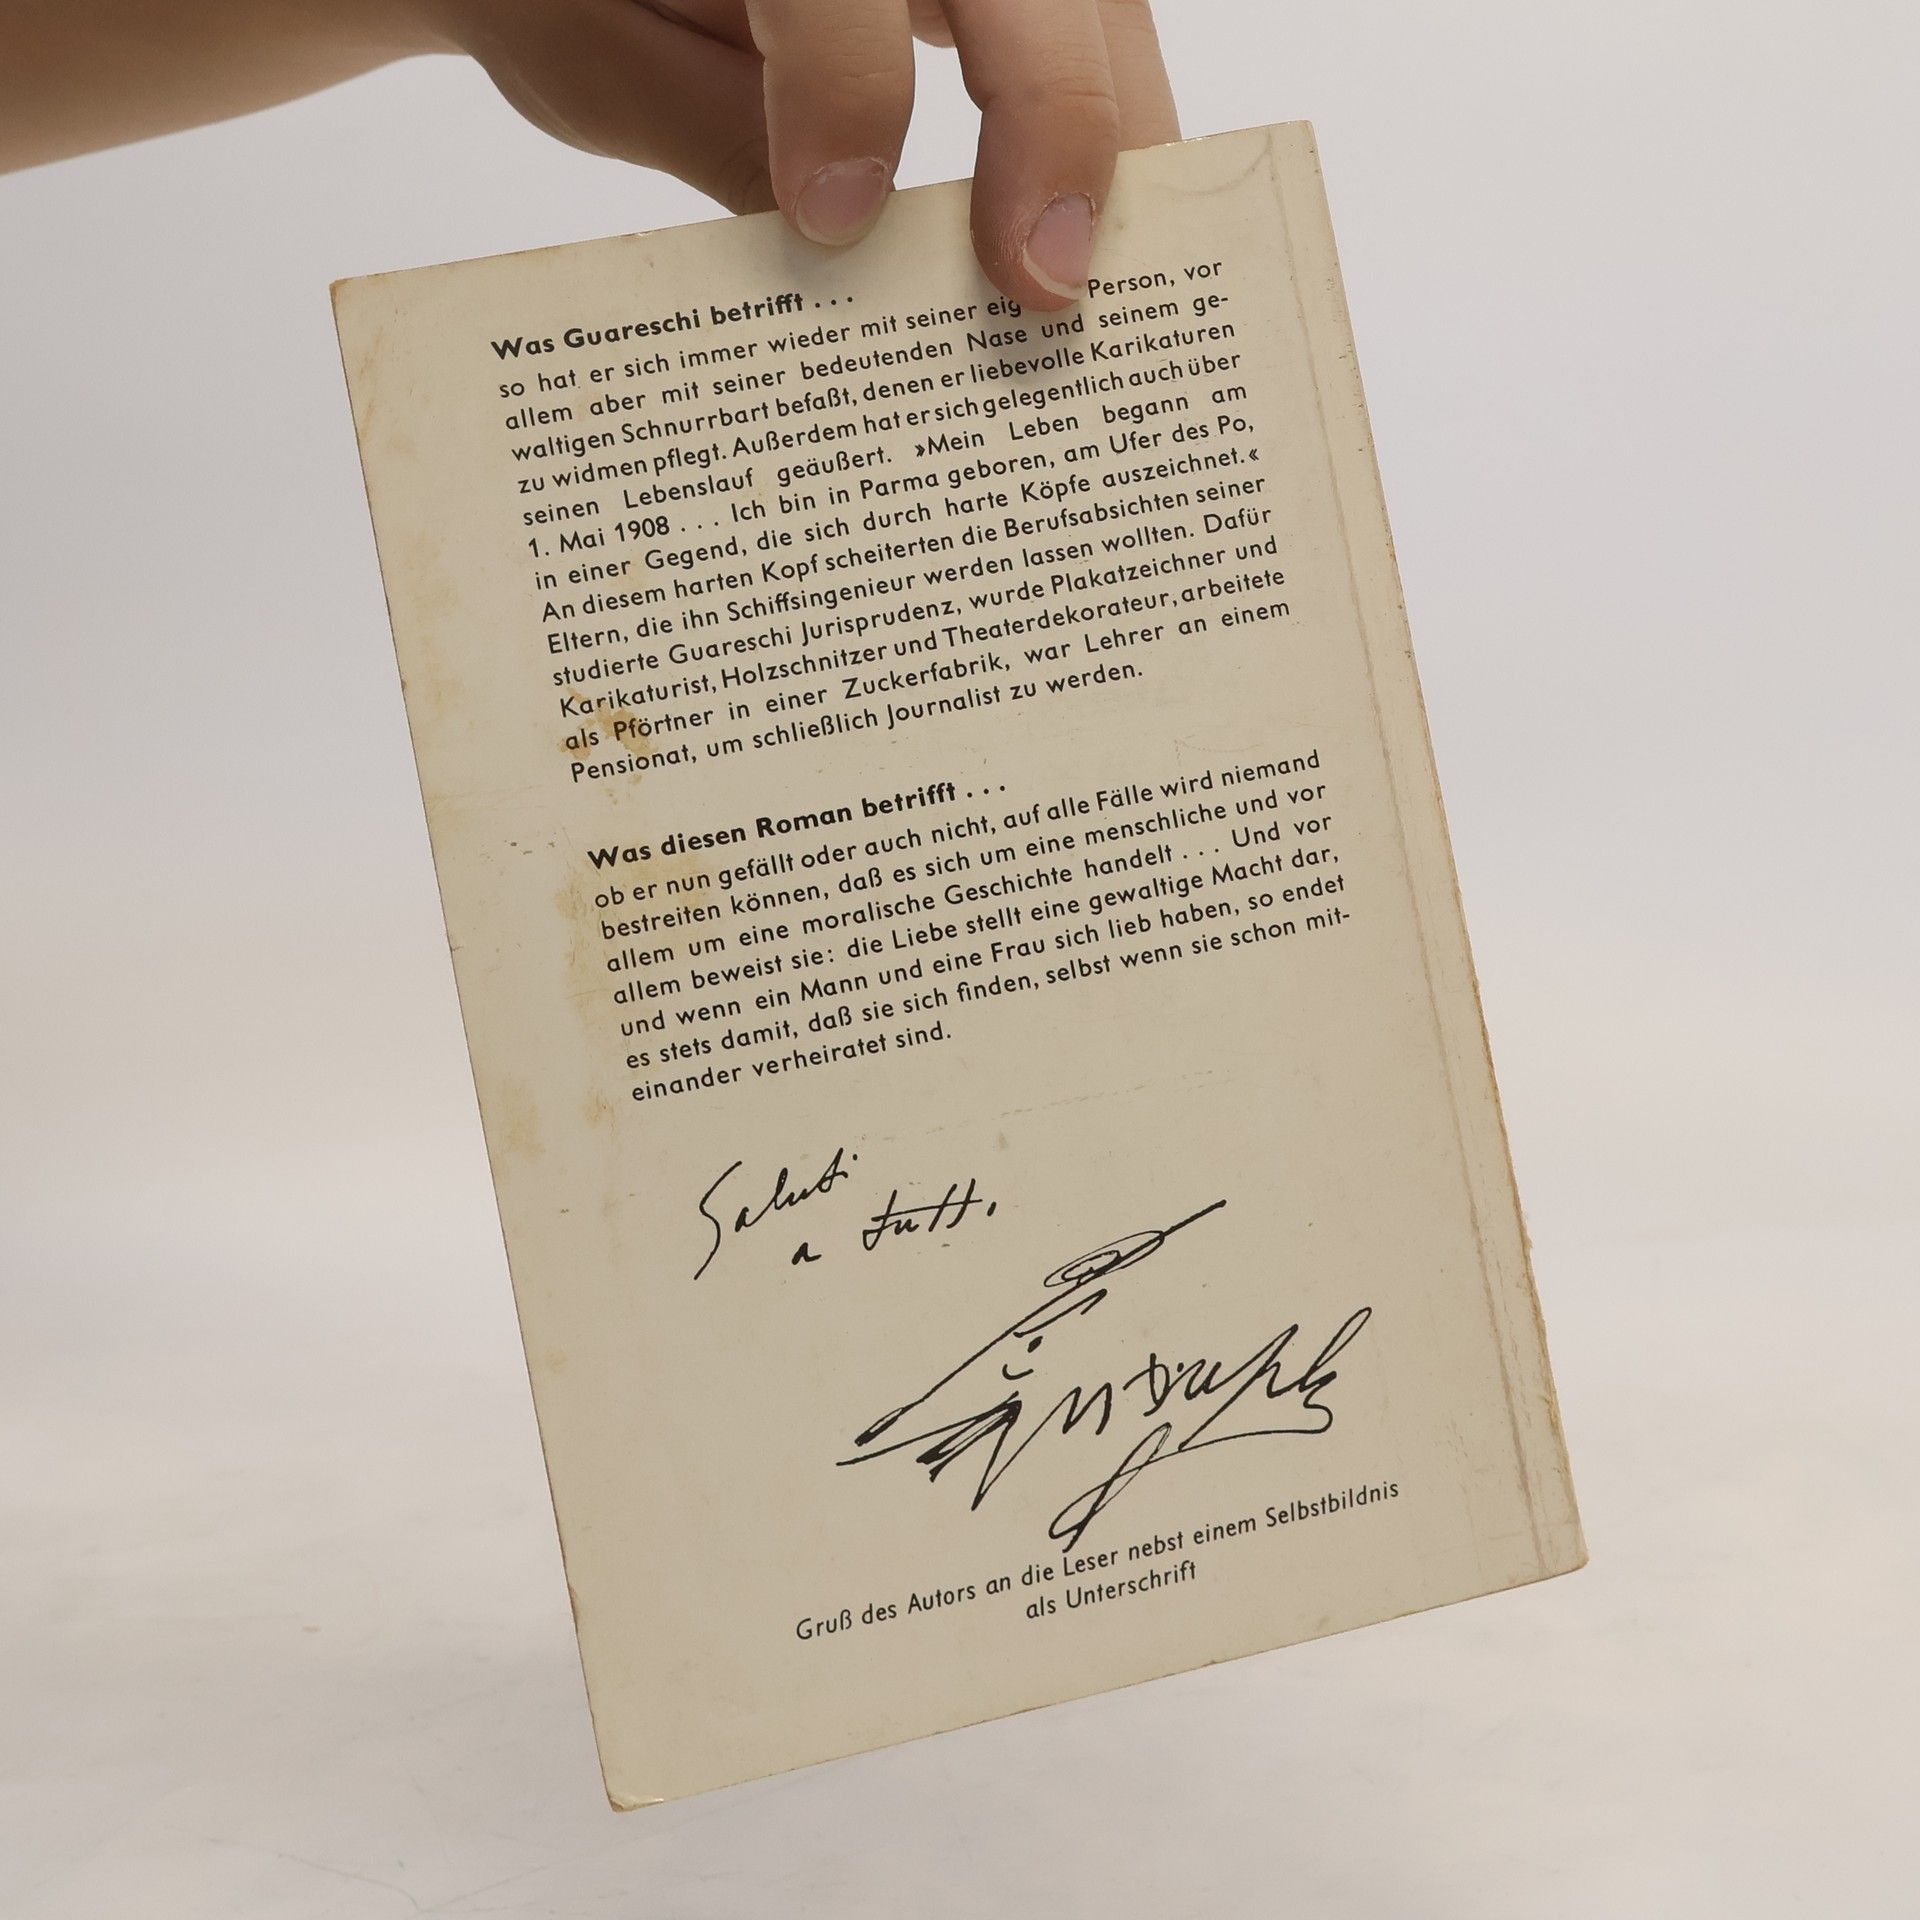 Was Guareschi betrifft . . .
so hat er sich immer wieder mit seiner eig Person, vor
allem aber mit seiner bedeutenden Nase und seinem ge-
waltigen Schnurrbart befaßt, denen er liebevolle Karikaturen
zu widmen pflegt. Außerdem hat er sich gelegentlich auch über
seinen Lebenslauf geäußert. »Mein Leben begann am
1. Mai 1908 . . . Ich bin in Parma geboren, am Ufer des Po,
in einer Gegend, die sich durch harte Köpfe auszeichnet.«
An diesem harten Kopf scheiterten die Berufsabsichten seiner
Eltern, die ihn Schiffsingenieur werden lassen wollten. Dafür
studierte Guareschi Jurisprudenz, wurde Plakatzeichner und
Karikaturist, Holzschnitzer und Theaterdekorateur, arbeitete
als Pförtner in einer Zuckerfabrik, war Lehrer an einem
Pensionat, um schließlich Journalist zu werden.
Was diesen Roman betrifft . . .
ob er nun gefällt oder auch nicht, auf alle Fälle wird niemand
bestreiten können, daß es sich um eine menschliche und vor
allem um eine moralische Geschichte handelt . . . Und vor
allem beweist sie: die Liebe stellt eine gewaltige Macht dar,
und wenn ein Mann und eine Frau sich lieb haben, so endet
es stets damit, daß sie sich finden, selbst wenn sie schon mit-
einander verheiratet sind.
Saluti
a tutti
Gruß des Autors an die Leser nebst einem Selbstbildnis
als Unterschrift